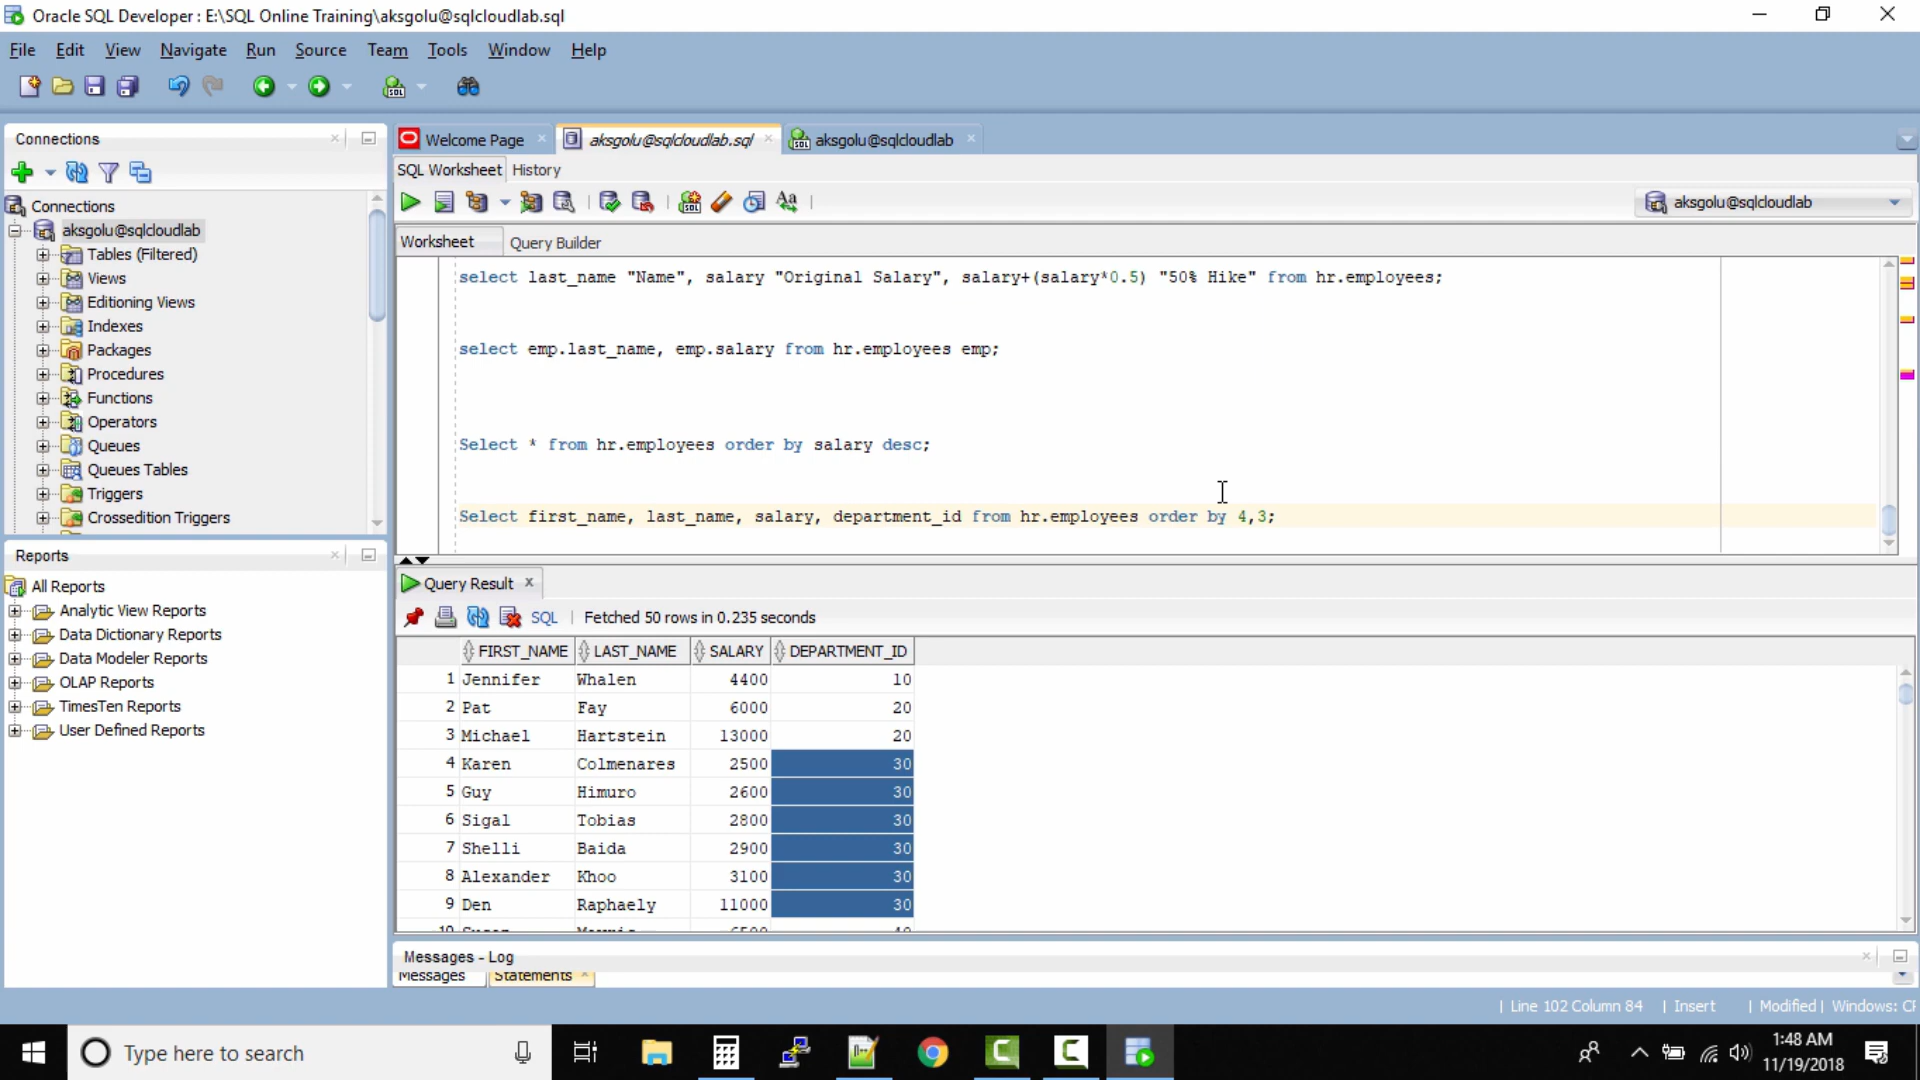 Oracle SQL Developer : E:\SQL Online Training\aksgolu@sqlcloudlab.sql
File Edit View Navigate Run Source Team Tools Window Help
Connections
Connections
aksgolu@sqlcloudlab
Tables (Filtered)
Views
Editioning Views
Indexes
Packages
Procedures
Functions
Operators
Queues
Queues Tables
Triggers
Crossedition Triggers
Reports
All Reports
Analytic View Reports
Data Dictionary Reports
Data Modeler Reports
OLAP Reports
TimesTen Reports
User Defined Reports
Welcome Page aksgolu@sqlcloudlab.sql aksgolu@sqlcloudlab
SQL Worksheet History
aksgolu@sqlcloudlab
Worksheet Query Builder
select last_name "Name", salary "Original Salary", salary+(salary*0.5) "50% Hike" from hr.employees;
select emp.last_name, emp.salary from hr.employees emp;
Select * from hr.employees order by salary desc;
Select first_name, last_name, salary, department_id from hr.employees order by 4,3;
Query Result
SQL Fetched 50 rows in 0.235 seconds
FIRST_NAME LAST_NAME SALARY DEPARTMENT_ID
1 Jennifer Whalen 4400 10
2 Pat Fay 6000 20
3 Michael Hartstein 13000 20
4 Karen Colmenares 2500 30
5 Guy Himuro 2600 30
6 Sigal Tobias 2800 30
7 Shelli Baida 2900 30
8 Alexander Khoo 3100 30
9 Den Raphaely 11000 30
Messages - Log
Messages Statements
Line 102 Column 84 | Insert | Modified | Windows:
Type here to search
1:48 AM
11/19/2018